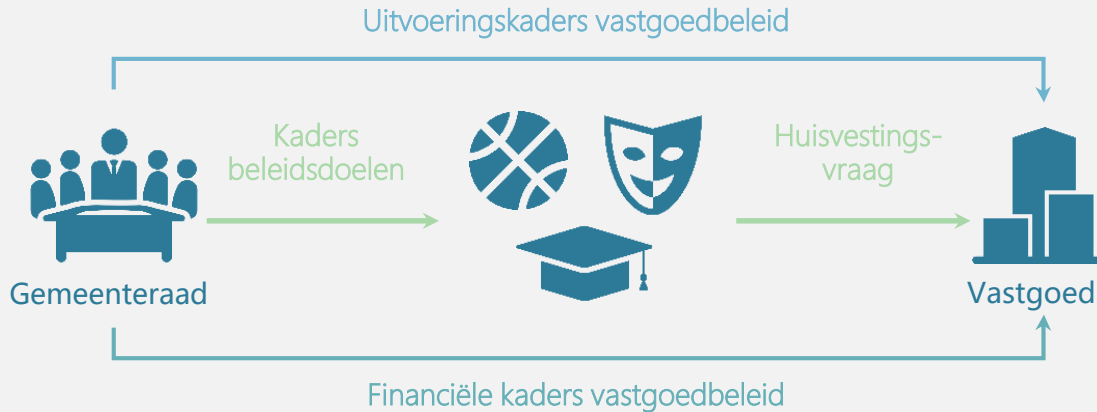 Uitvoeringskaders vastgoedbeleid
Kaders
beleidsdoelen
Huisvestings-
vraag
Gemeenteraad
Vastgoed
Financiële kaders vastgoedbeleid